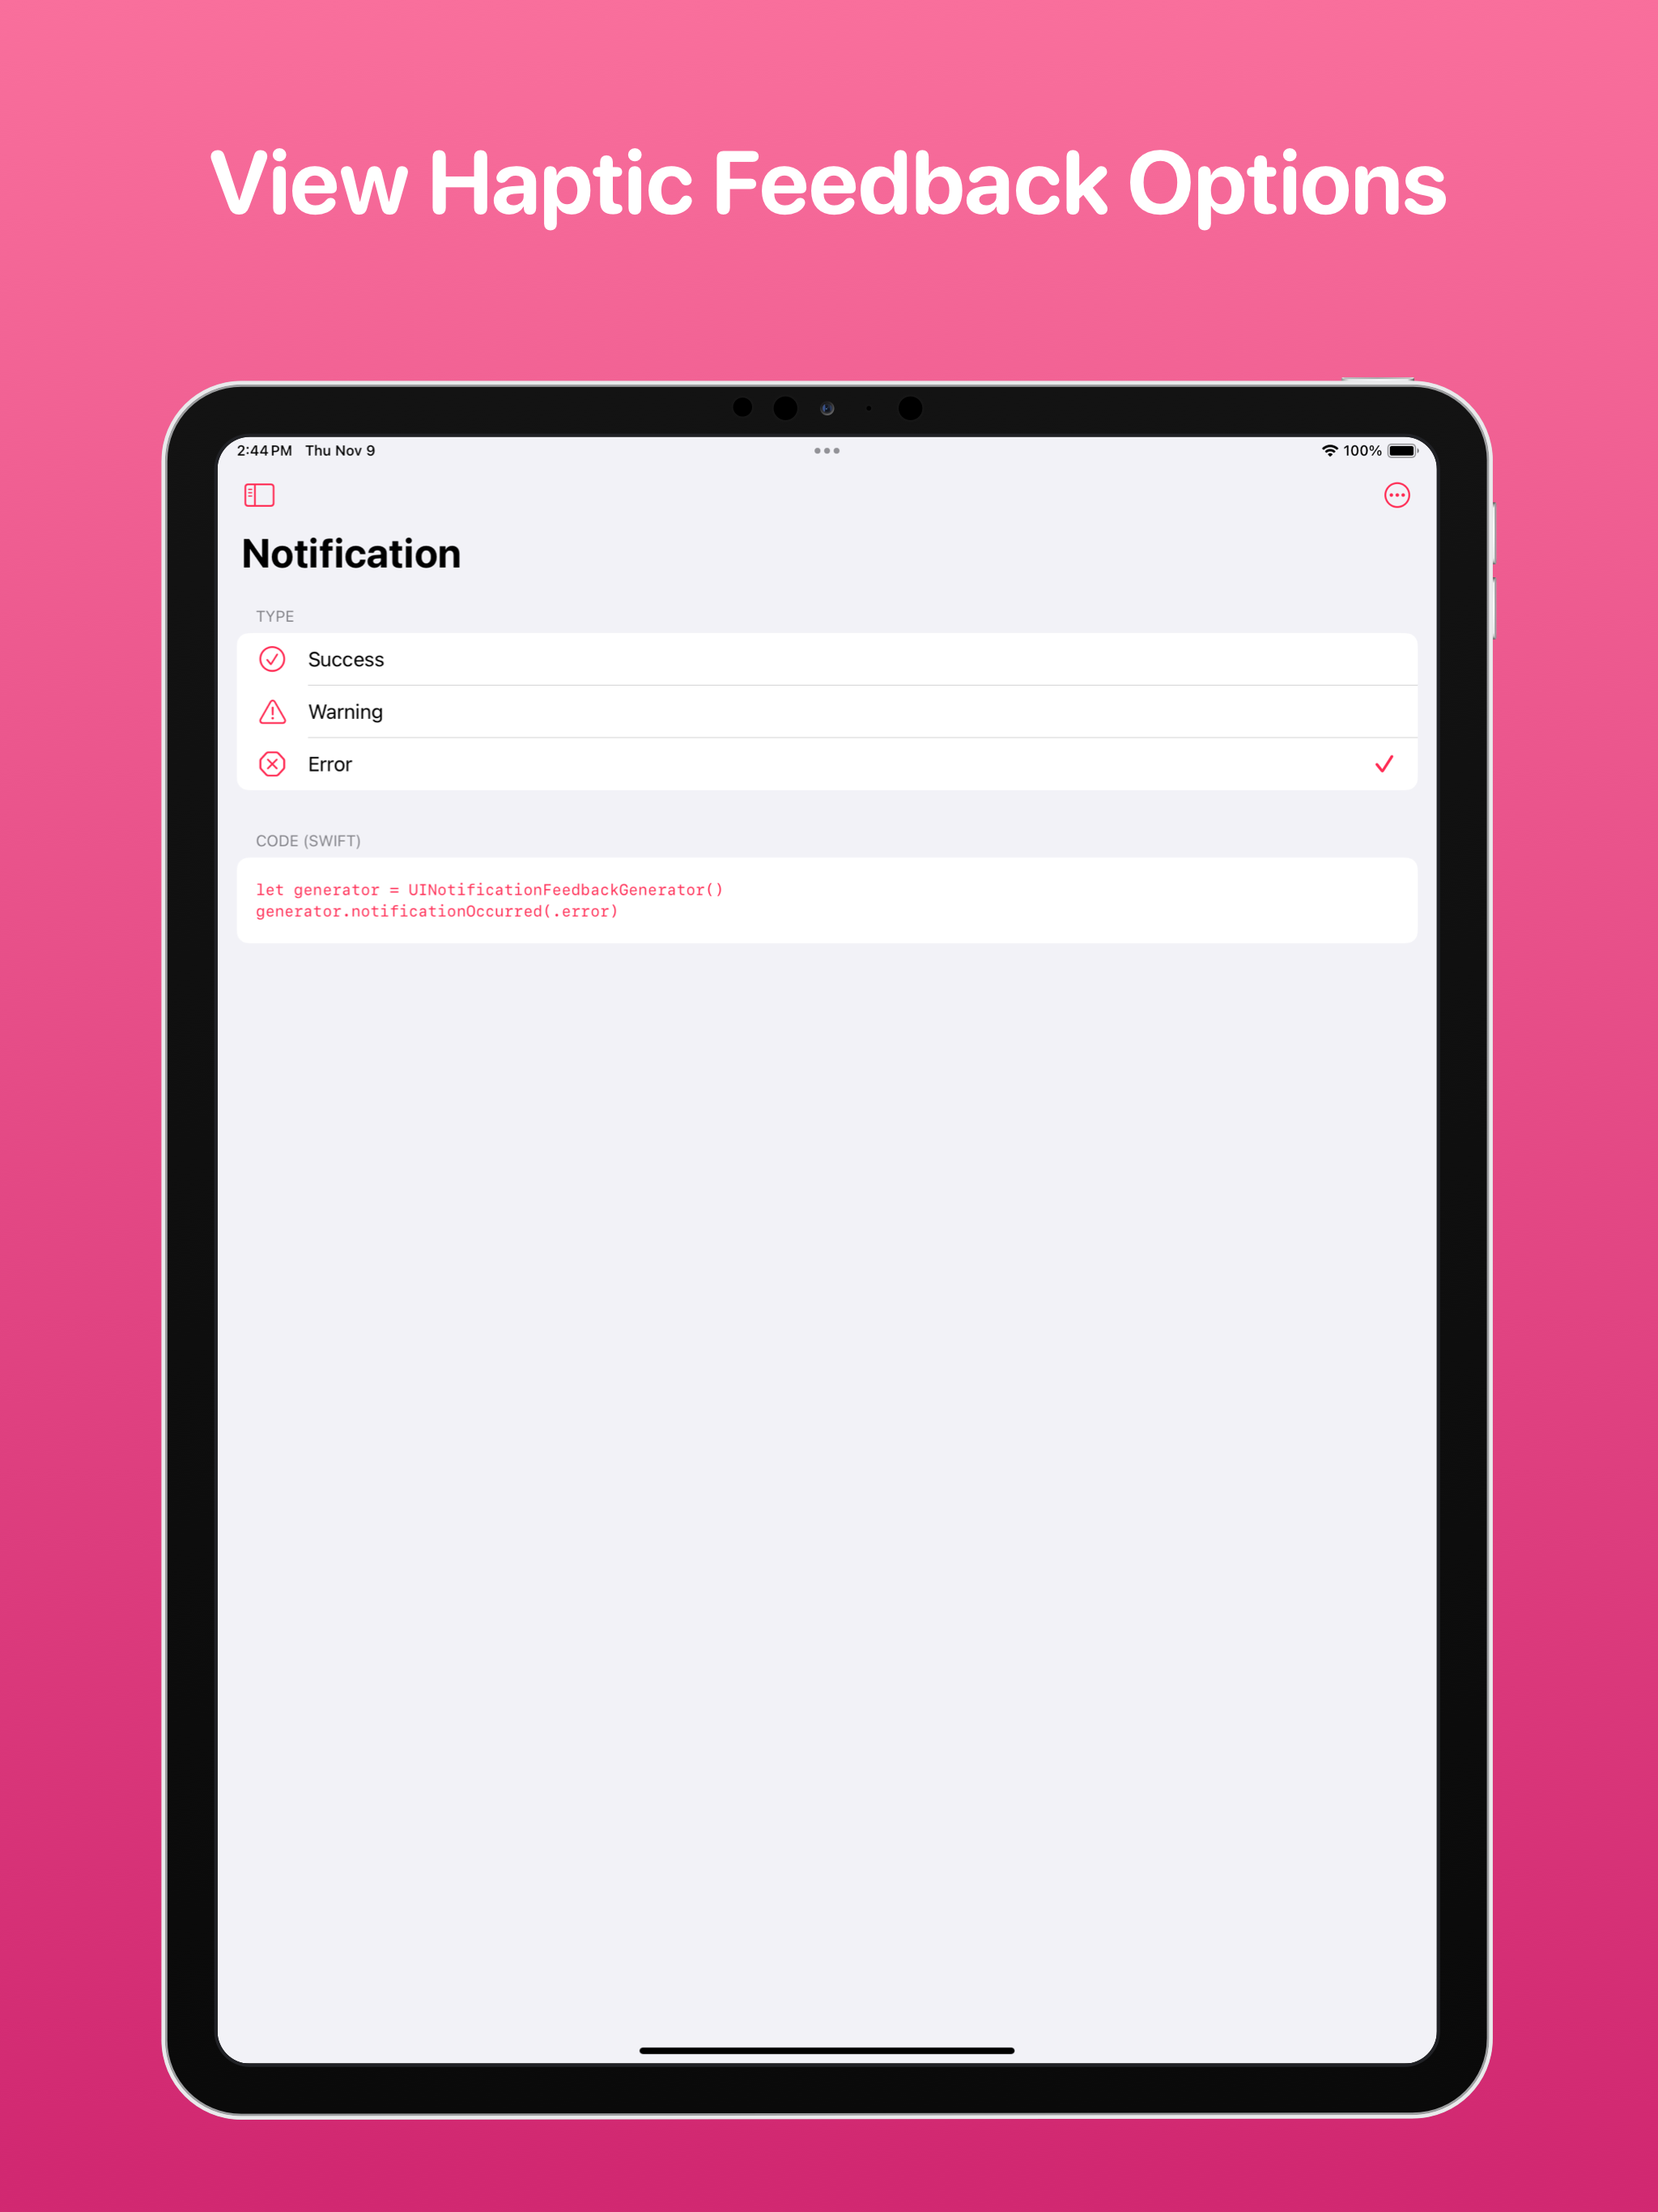 View Haptic Feedback Options
2:44 PM Thu Nov 9
100%
Notification
TYPE
Success
Warning
Error
CODE (SWIFT)
let generator = UINotificationFeedbackGenerator()
generator.notificationOccurred(.error)